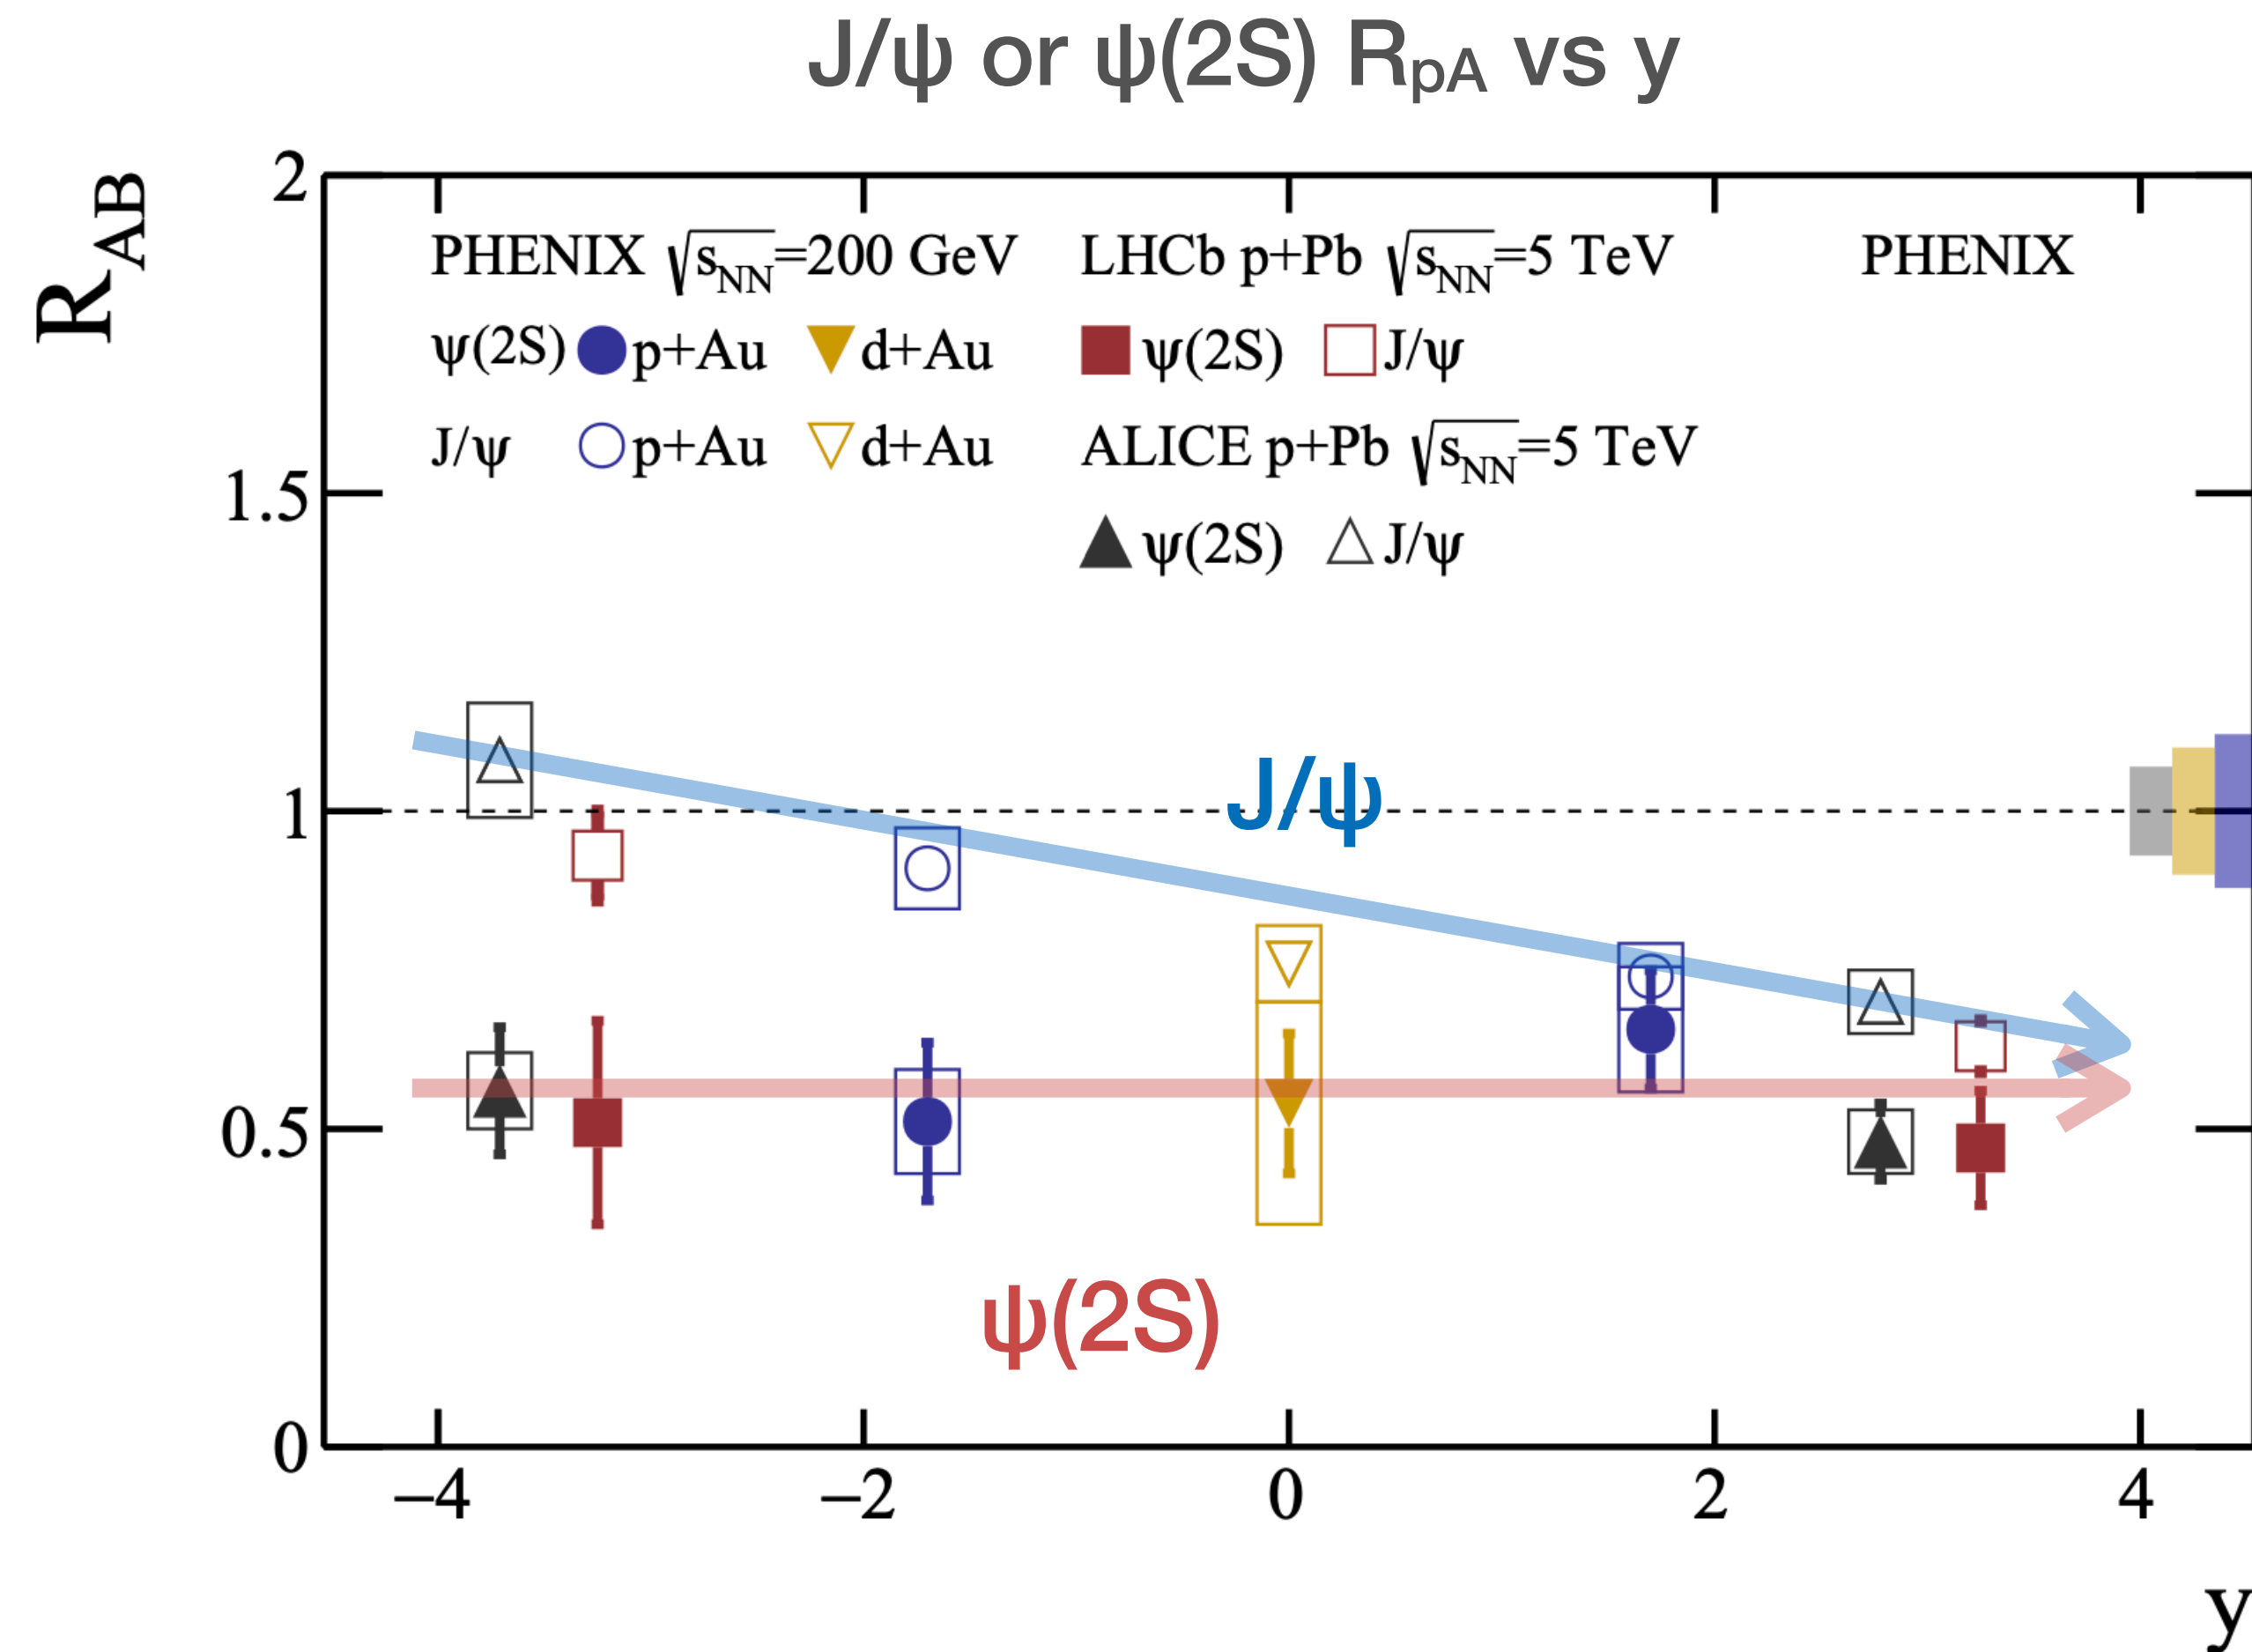 J/ψ or ψ(2S) RpA vs y
RAB
2
1.5
1
0.5
0
PHENIX √sNN=200 GeV
ψ(2S) p+Au d+Au
J/ψ p+Au d+Au
LHCb p+Pb √sNN=5 TeV
ψ(2S) J/ψ
ALICE p+Pb √sNN=5 TeV
ψ(2S) J/ψ
PHENIX
J/ψ
ψ(2S)
−4 −2 0 2 4
y